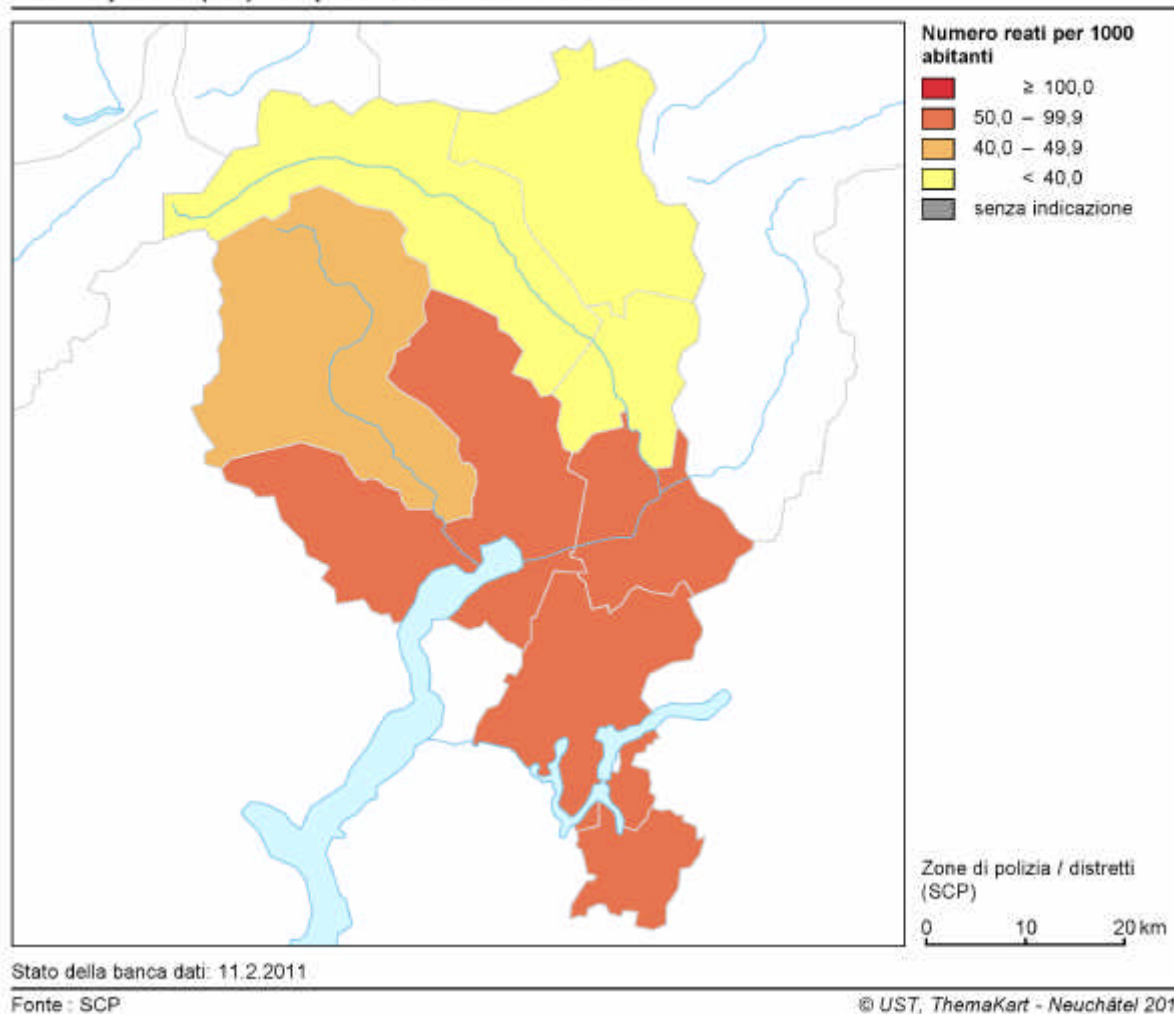 Numero reati per 1000
abitanti
≥ 100,0
50,0 – 99,9
40,0 – 49,9
< 40,0
senza indicazione
Zone di polizia / distretti
(SCP)
0 10 20 km
Stato della banca dati: 11.2.2011
Fonte : SCP
© UST, ThemaKart - Neuchâtel 201